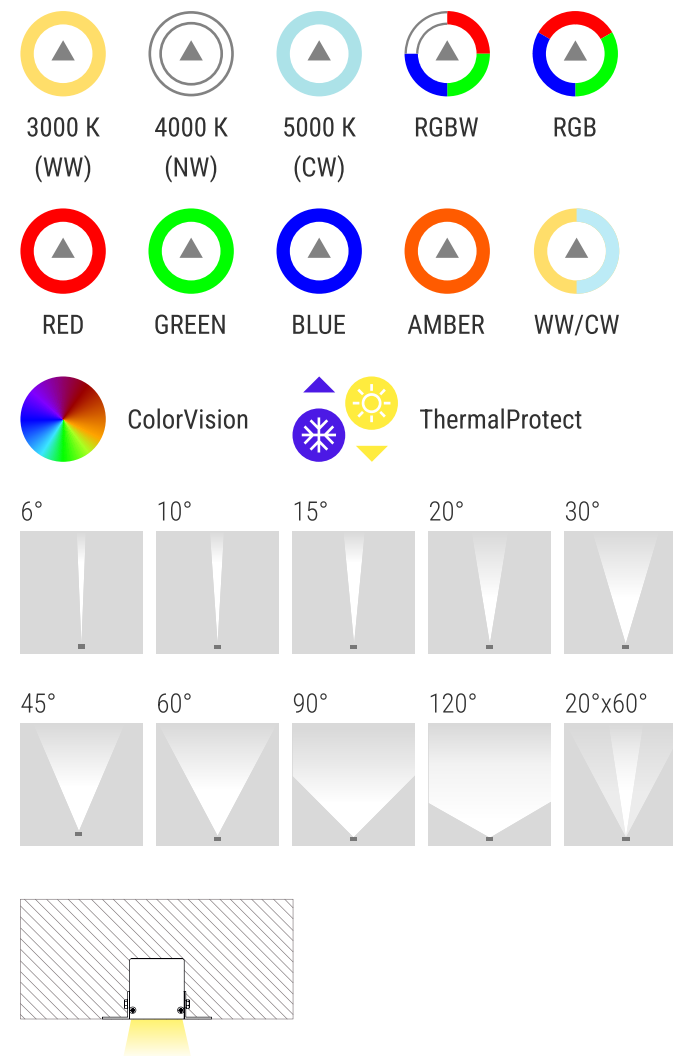 3000 K 4000 K 5000 K RGBW RGB
(WW) (NW) (CW)
RED GREEN BLUE AMBER WW/CW
ColorVision ThermalProtect
6° 10° 15° 20° 30°
45° 60° 90° 120° 20°x60°